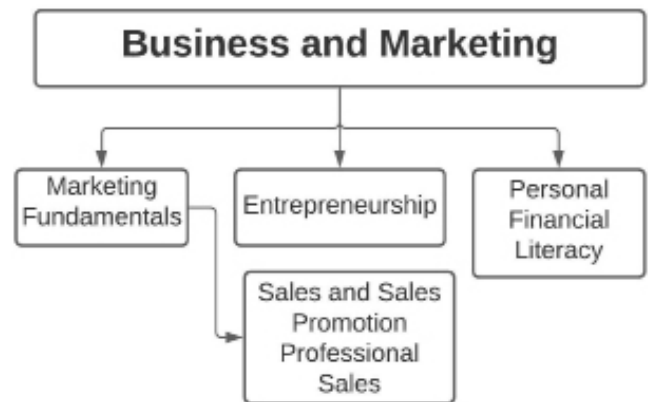 Business and Marketing
Marketing
Fundamentals
Entrepreneurship
Personal
Financial
Literacy
Sales and Sales
Promotion
Professional
Sales